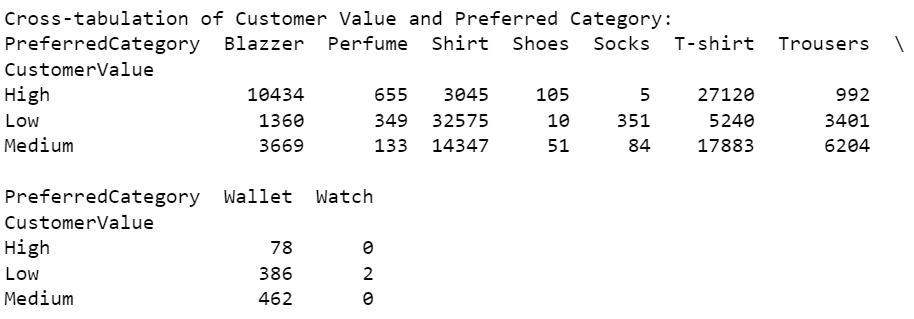 Cross-tabulation of Customer Value and Preferred Category:
PreferredCategory  Blazzer  Perfume  Shirt  Shoes  Socks  T-shirt  Trousers  \
CustomerValue
High                 10434      655   3045    105      5    27120       992
Low                   1360      349  32575     10    351     5240      3401
Medium                3669      133  14347     51     84    17883      6204

PreferredCategory  Wallet  Watch
CustomerValue
High                   78      0
Low                   386      2
Medium                462      0